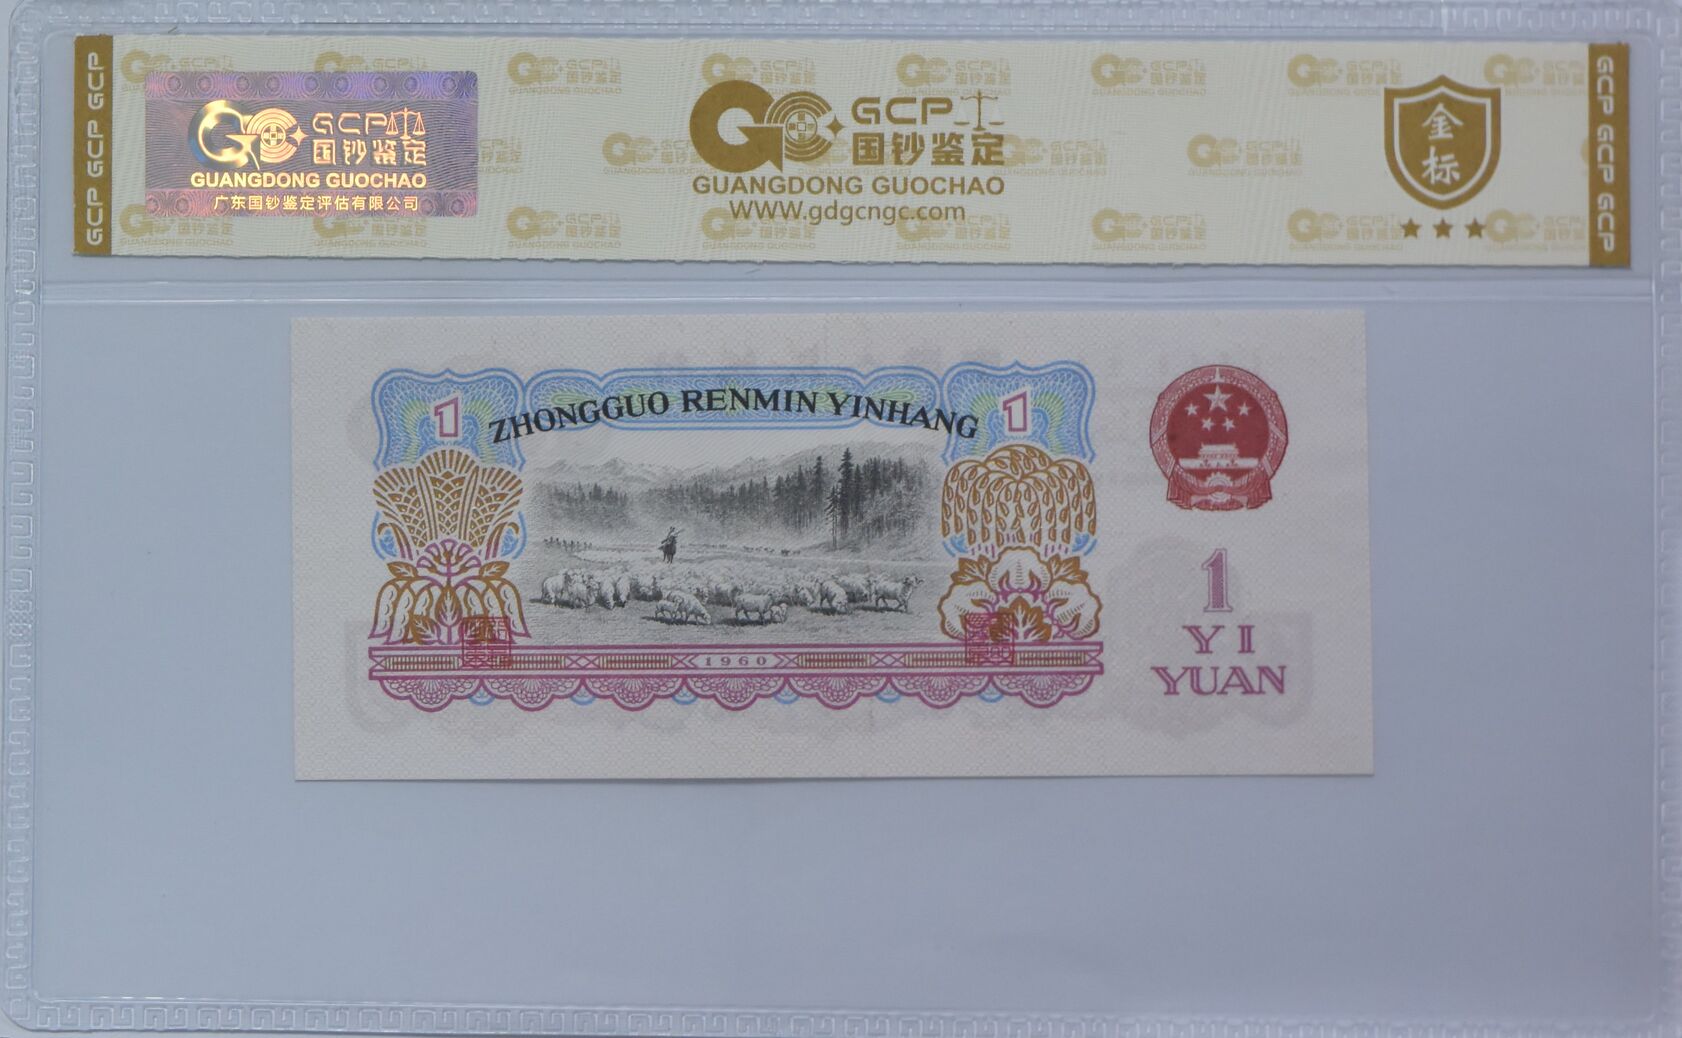 GCP GCP GCP
GCP
国钞鉴定
GUANGDONG GUOCHAO
广东国钞鉴定评估有限公司
GCP
国钞鉴定
GUANGDONG GUOCHAO
WWW.gdgcngc.com
金标
GCP GCP GCP
1
ZHONGGUO RENMIN YINHANG
1
1960
1
YI
YUAN